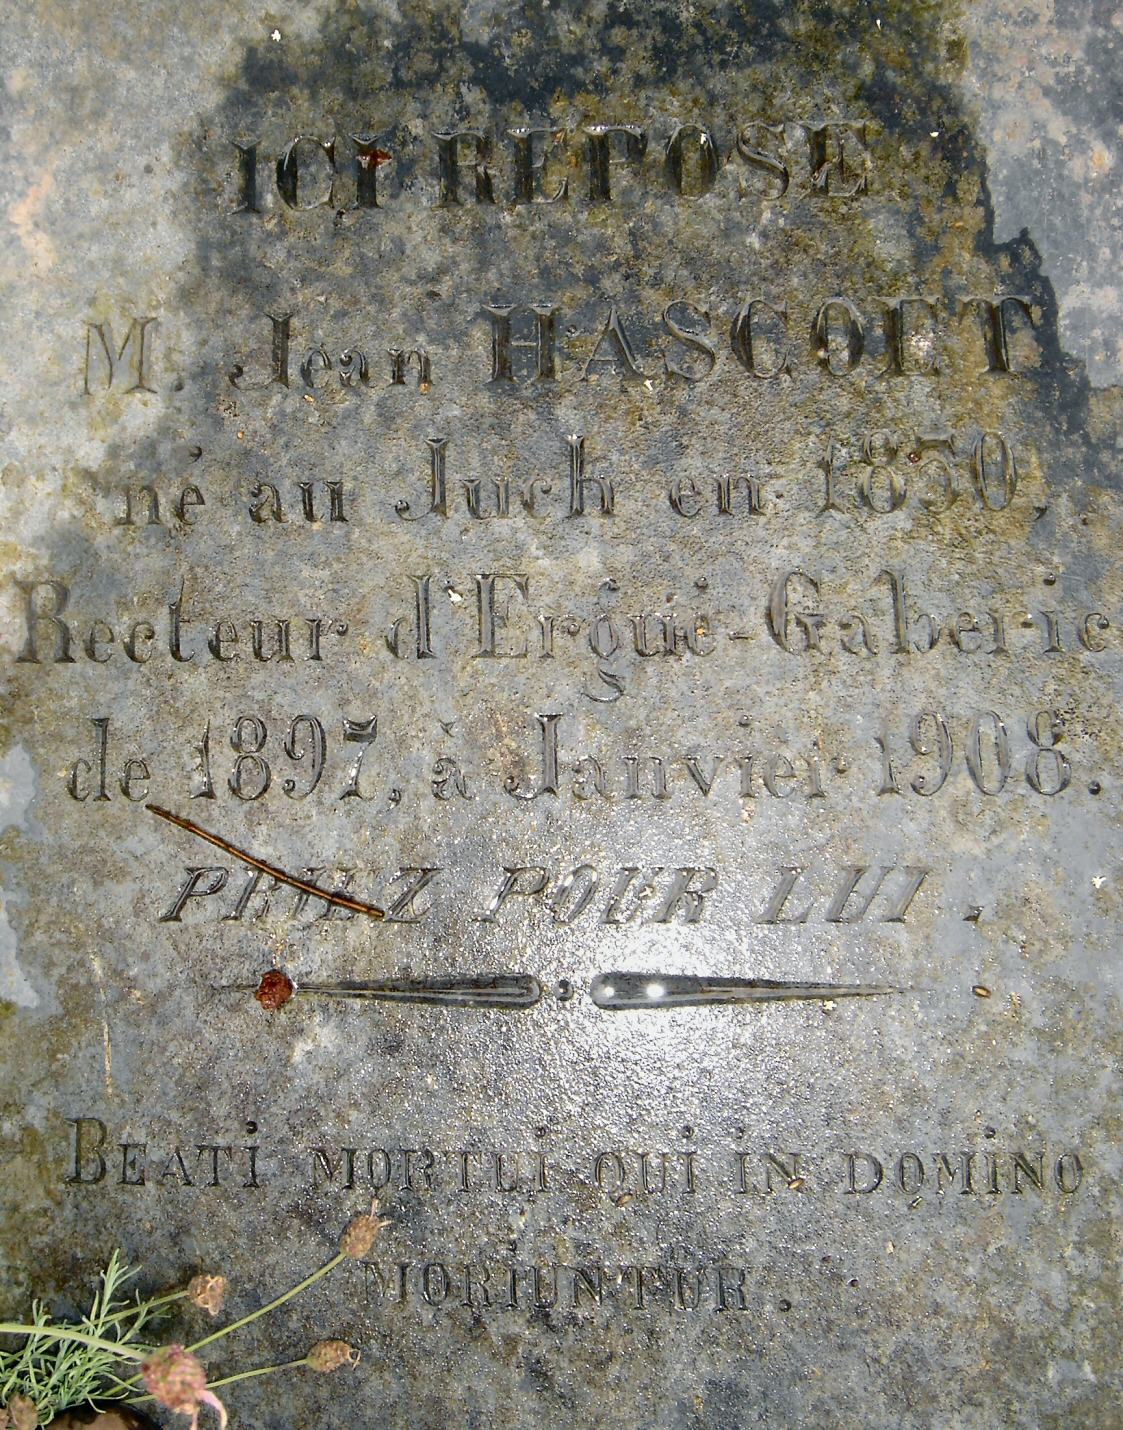 ICI REPOSE
M. Jean HASCOET
né au Juch en 1850,
Recteur d'Ergué-Gaberic
de 1897, à Janvier 1908.
PRIEZ POUR LUI.
BEATI MORTUI QUI IN DOMINO
MORIUNTUR.